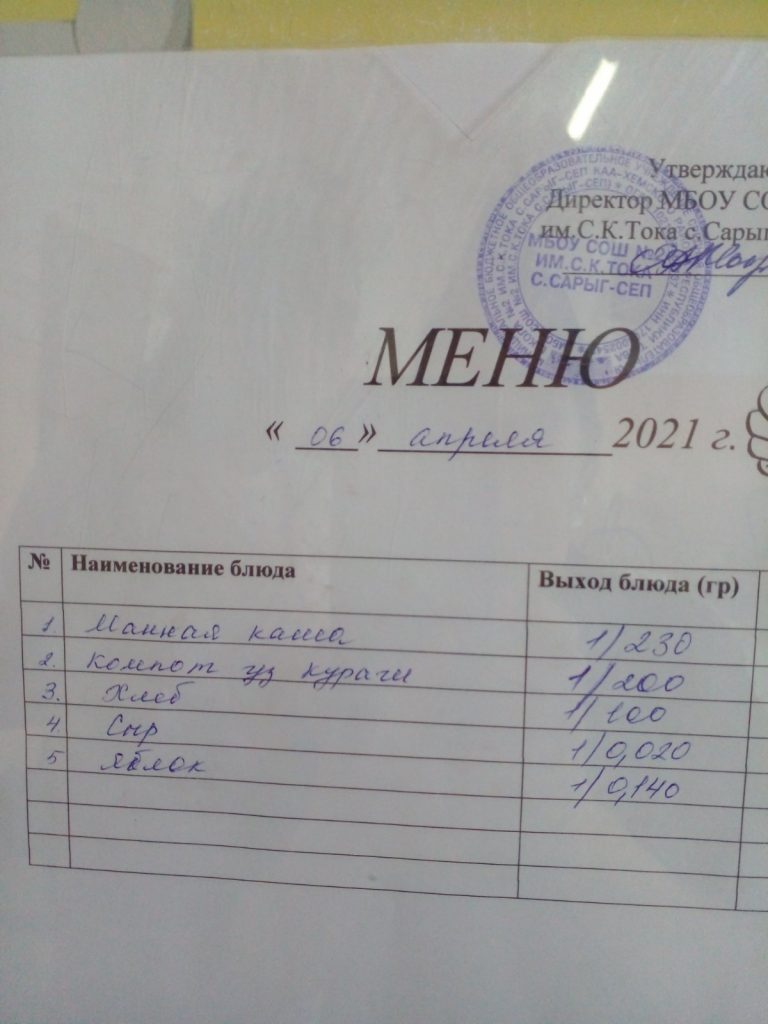 Утверждаю
Директор МБОУ СО
им.С.К.Тока с.Сарыг
МБОУ СОШ №2
ИМ.С.К.ТОКА
С.САРЫГ-СЕП
МЕНЮ
« 06 » апреля 2021 г.
№ Наименование блюда Выход блюда (гр)
1. Манная каша 1/230
2. Компот из кураги 1/200
3. Хлеб 1/100
4. Сыр 1/0,020
5 Яблок 1/0,140